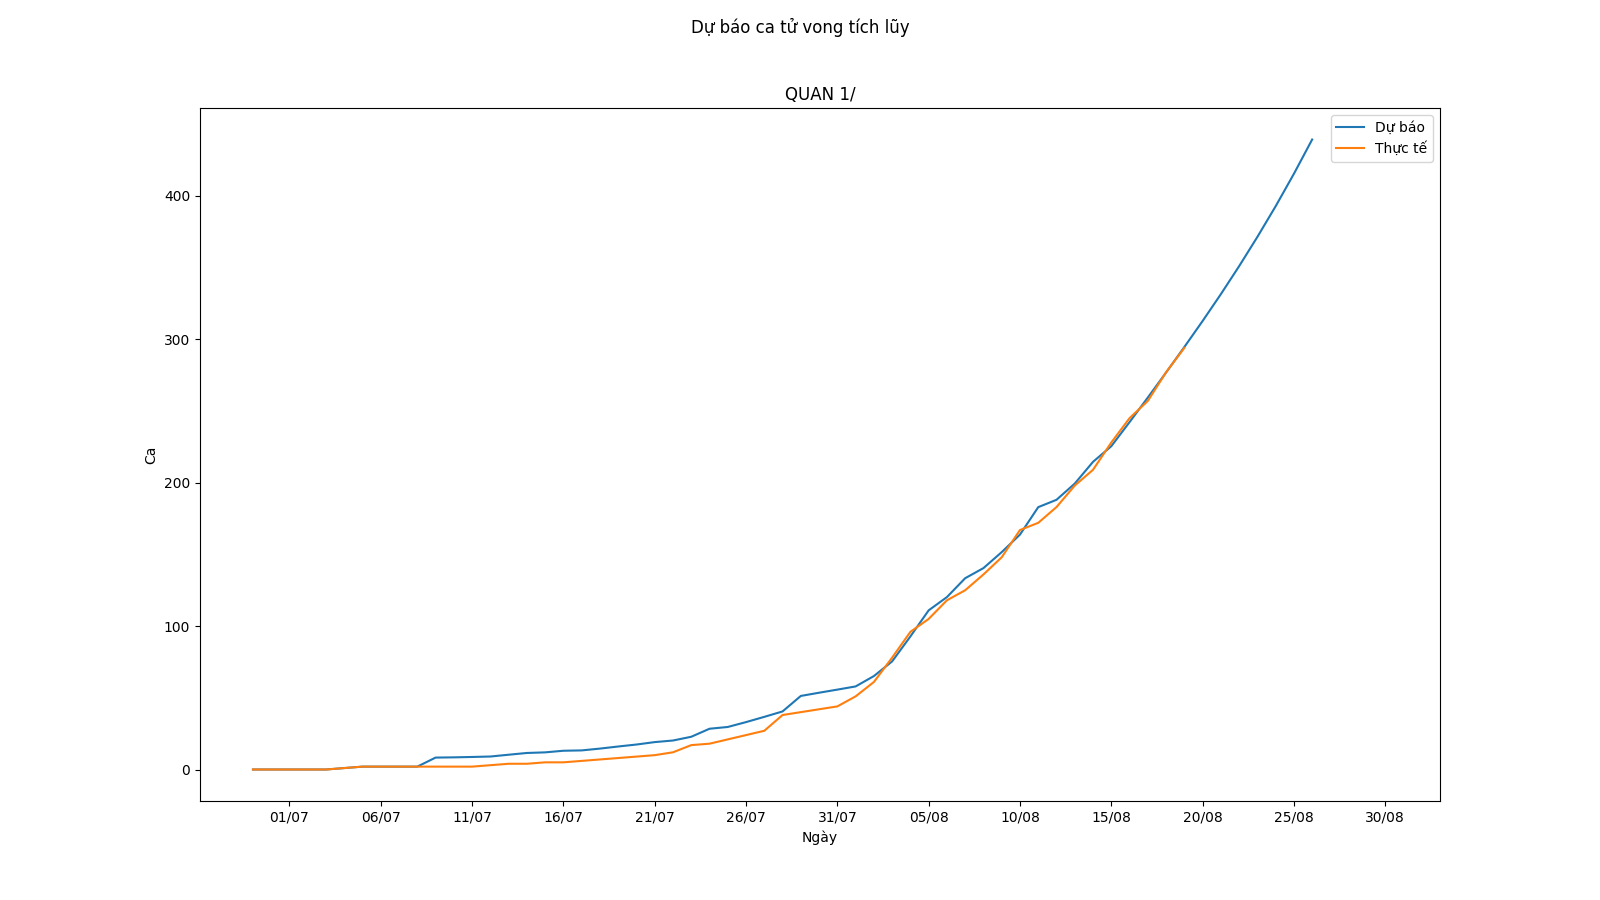 Dự báo ca tử vong tích lũy
QUAN 1/
Dự báo
Thực tế
400
300
200
100
0
Ca
01/07 06/07 11/07 16/07 21/07 26/07 31/07 05/08 10/08 15/08 20/08 25/08 30/08
Ngày